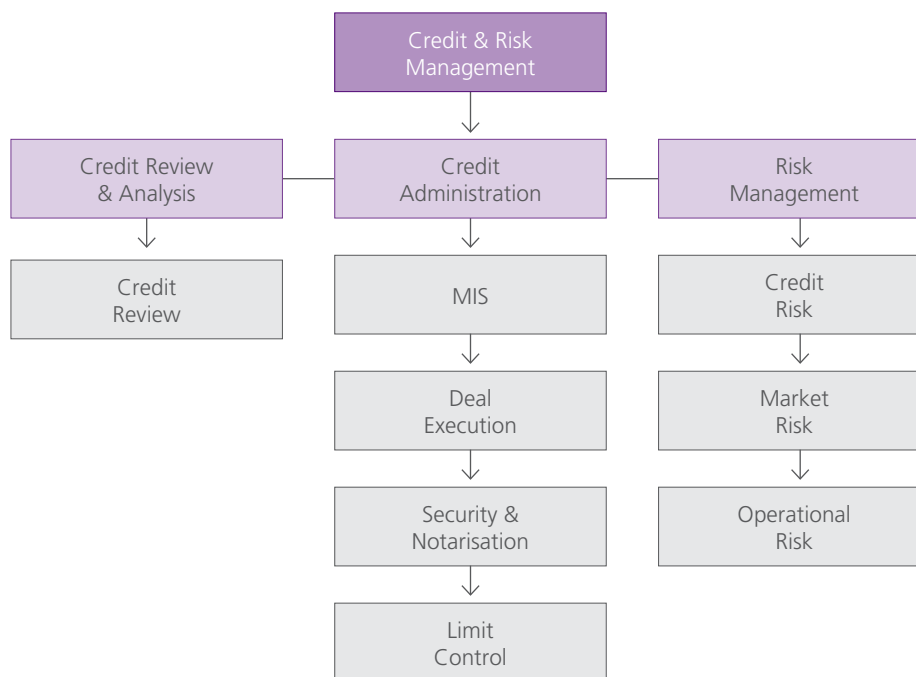 Credit & Risk
Management
Credit Review
& Analysis
Credit
Administration
Risk
Management
Credit
Review
MIS
Credit
Risk
Deal
Execution
Market
Risk
Security &
Notarisation
Operational
Risk
Limit
Control